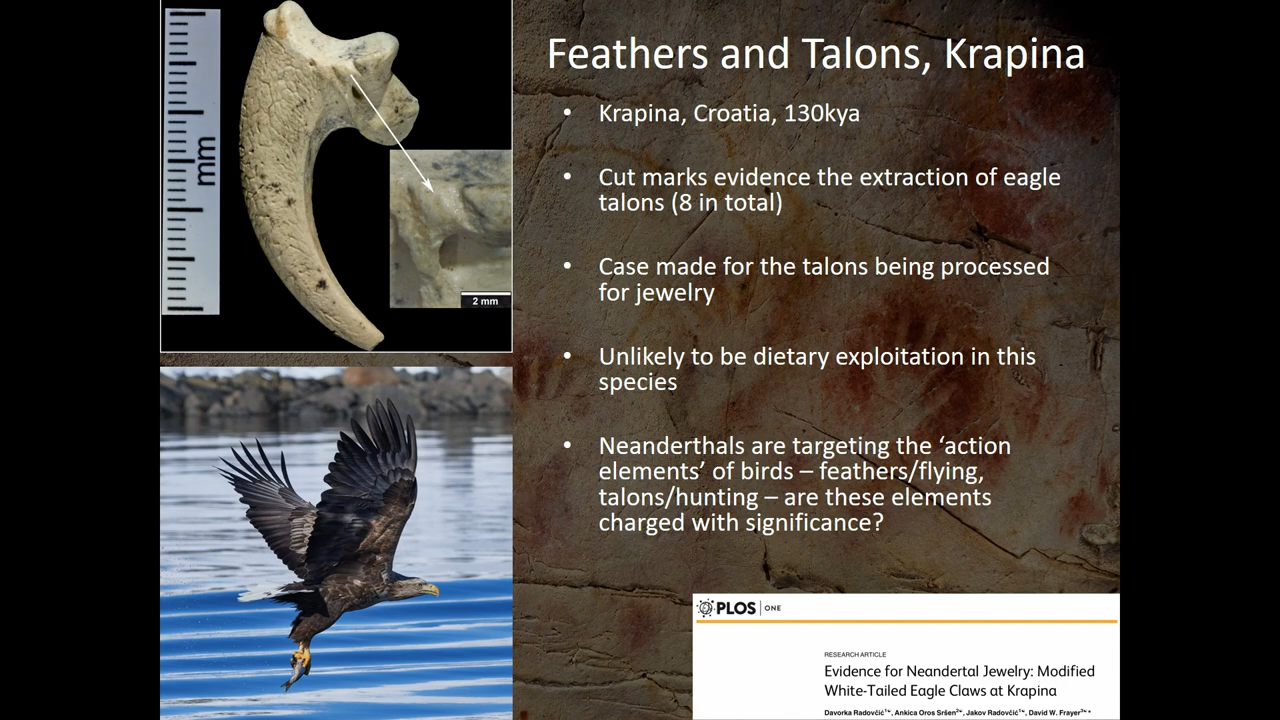 mm
2 mm
Feathers and Talons, Krapina
• Krapina, Croatia, 130kya
• Cut marks evidence the extraction of eagle
talons (8 in total)
• Case made for the talons being processed
for jewelry
• Unlikely to be dietary exploitation in this
species
• Neanderthals are targeting the ‘action
elements’ of birds – feathers/flying,
talons/hunting – are these elements
charged with significance?
PLOS ONE
RESEARCH ARTICLE
Evidence for Neandertal Jewelry: Modified
White-Tailed Eagle Claws at Krapina
Davorka Radovčić¹*, Ankica Oros Sršen²*, Jakov Radovčić¹*, David W. Frayer³*